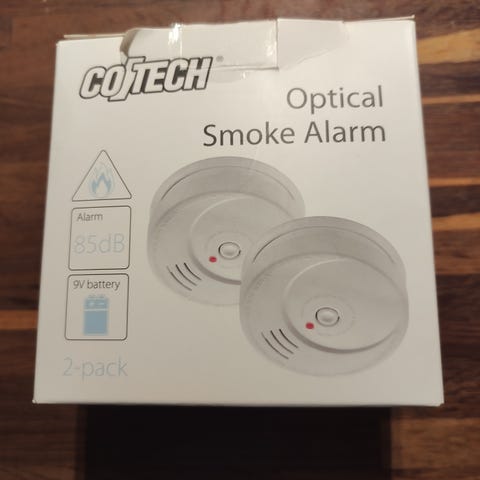 COTECH®
Optical
Smoke Alarm
Alarm
85dB
9V battery
2-pack